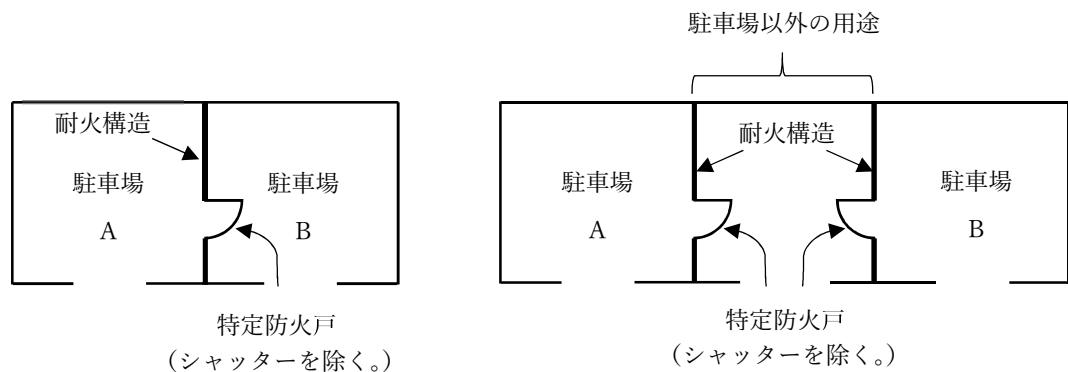 駐車場以外の用途
耐火構造
駐車場
A
駐車場
B
特定防火戸
(シャッターを除く。)
耐火構造
駐車場
A
駐車場
B
特定防火戸
(シャッターを除く。)